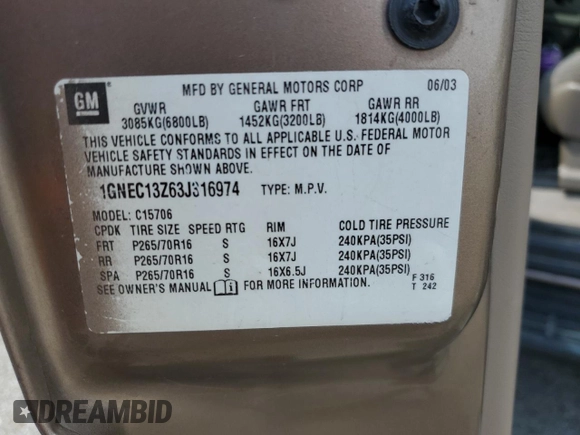 GM
MFD BY GENERAL MOTORS CORP 06/03
GVWR GAWR FRT GAWR RR
3085KG(6800LB) 1452KG(3200LB) 1814KG(4000LB)
THIS VEHICLE CONFORMS TO ALL APPLICABLE U.S. FEDERAL MOTOR
VEHICLE SAFETY STANDARDS IN EFFECT ON THE DATE OF
MANUFACTURE SHOWN ABOVE.
1GNEC13Z63J316974 TYPE: M.P.V.
MODEL: C15706
CPDK TIRE SIZE SPEED RTG RIM COLD TIRE PRESSURE
FRT P265/70R16 S 16X7J 240KPA(35PSI)
RR P265/70R16 S 16X7J 240KPA(35PSI)
SPA P265/70R16 S 16X6.5J 240KPA(35PSI)
SEE OWNER'S MANUAL FOR MORE INFORMATION.
F 316
T 242
DREAMBID